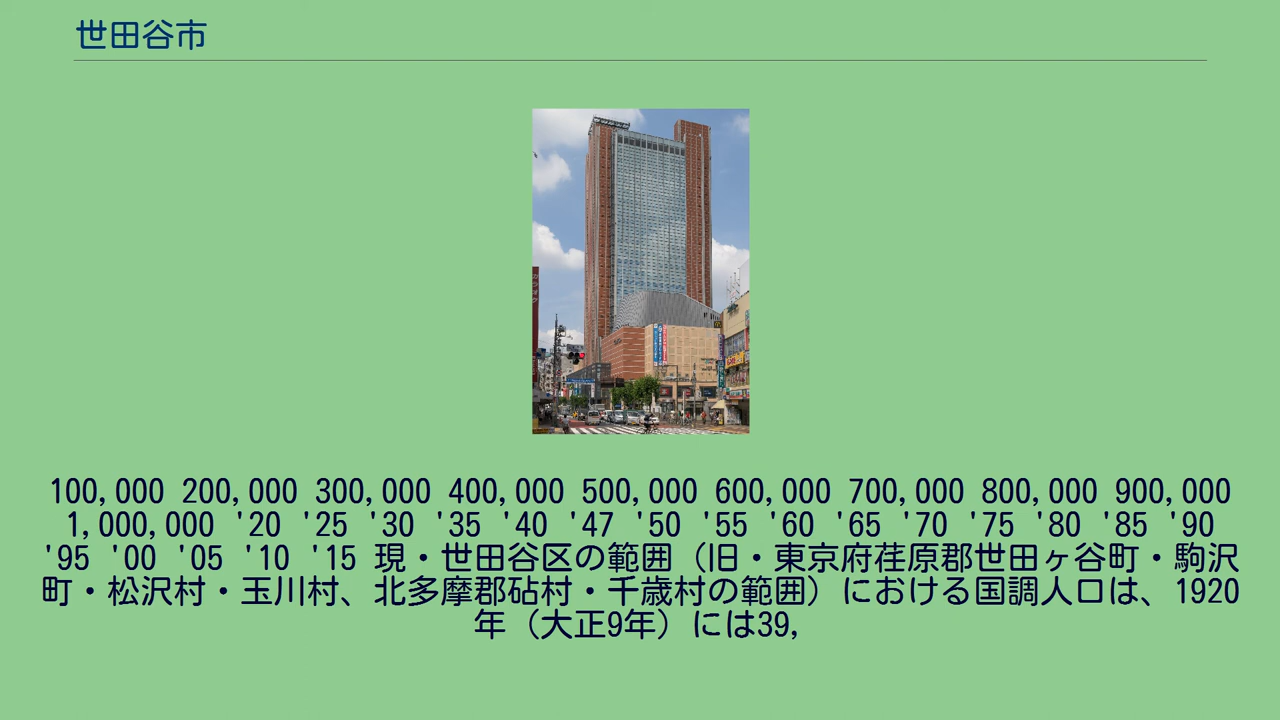 世田谷市
100,000 200,000 300,000 400,000 500,000 600,000 700,000 800,000 900,000
1,000,000 '20 '25 '30 '35 '40 '47 '50 '55 '60 '65 '70 '75 '80 '85 '90
'95 '00 '05 '10 '15 現・世田谷区の範囲（旧・東京府荏原郡世田ヶ谷町・駒沢
町・松沢村・玉川村、北多摩郡砧村・千歳村の範囲）における国調人口は、1920
年（大正9年）には39,